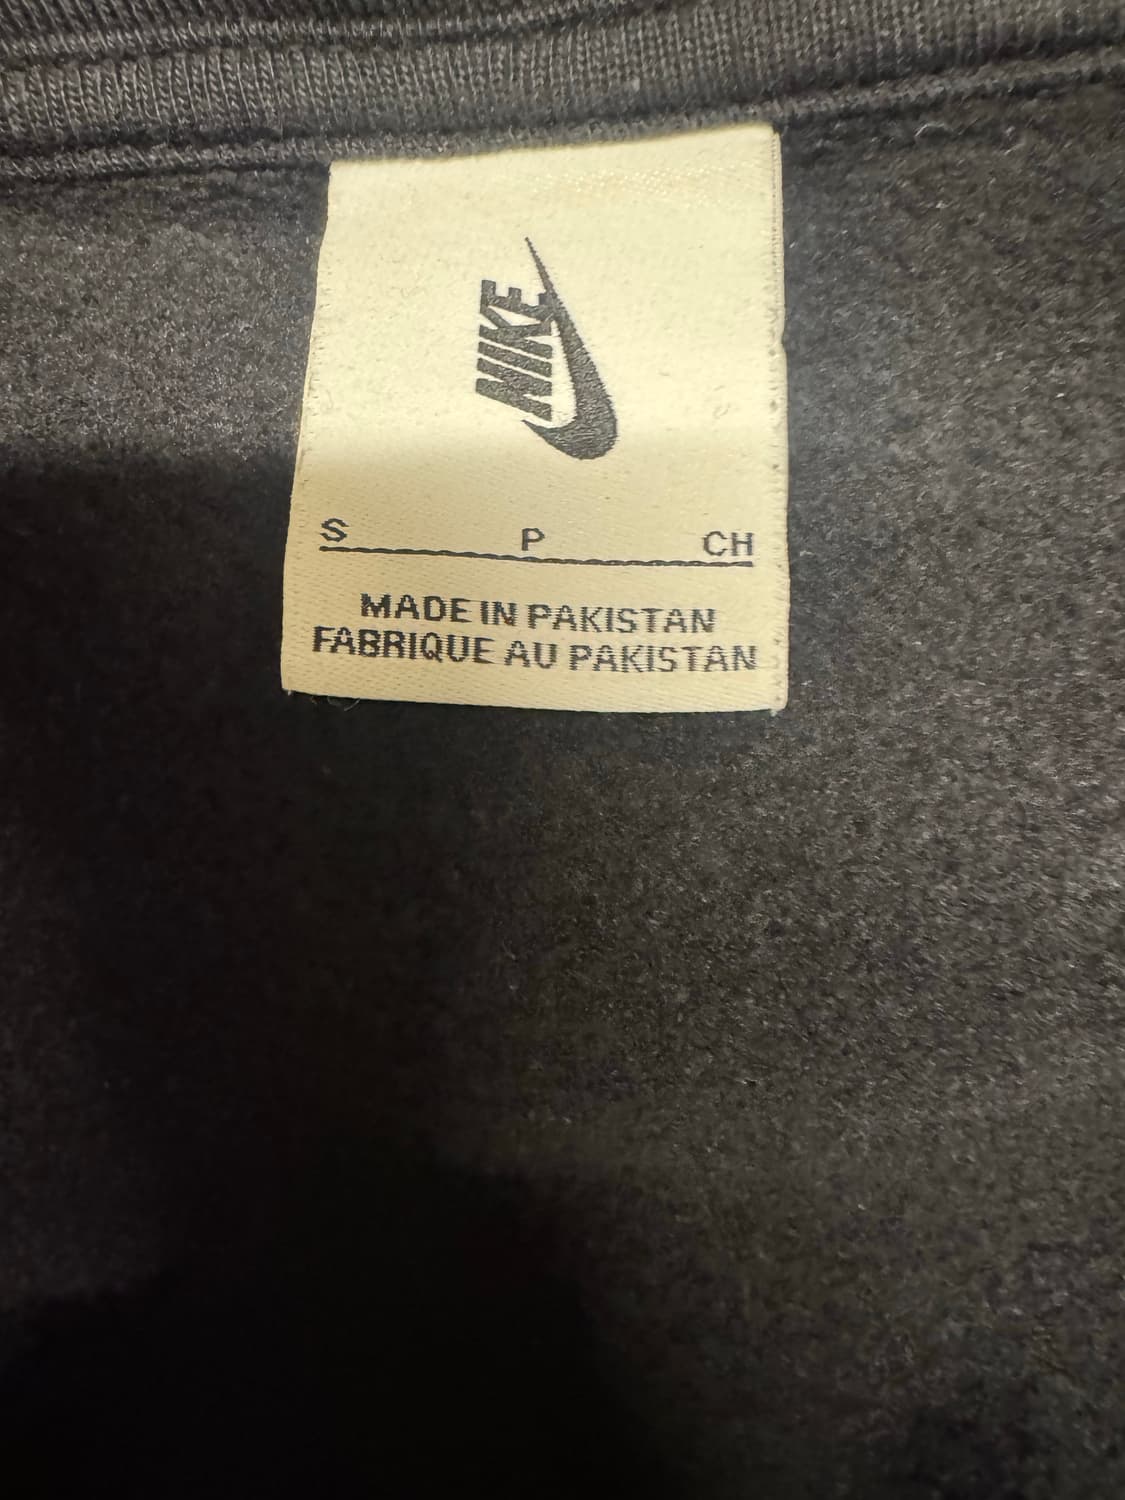 NIKE
S P CH
MADE IN PAKISTAN
FABRIQUE AU PAKISTAN